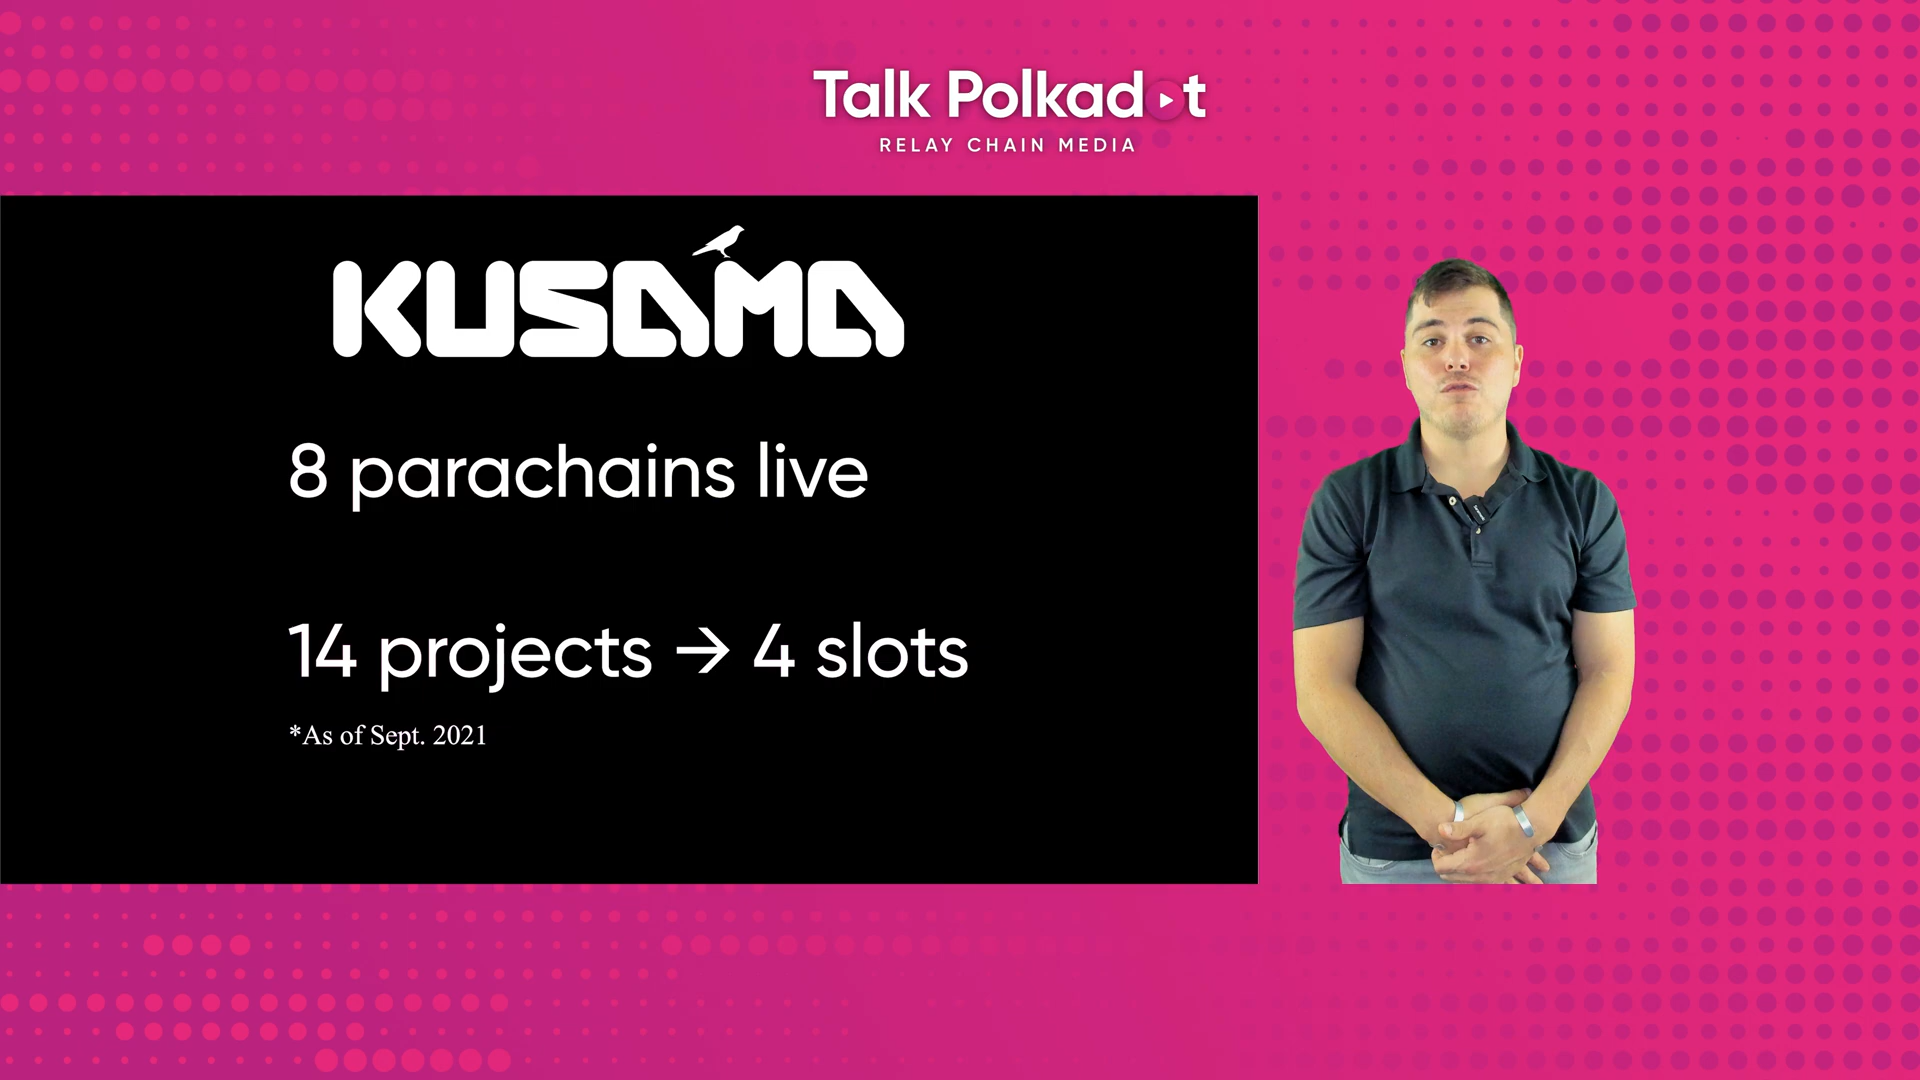 Talk Polkadot
RELAY CHAIN MEDIA
KUSAMA
8 parachains live
14 projects → 4 slots
*As of Sept. 2021